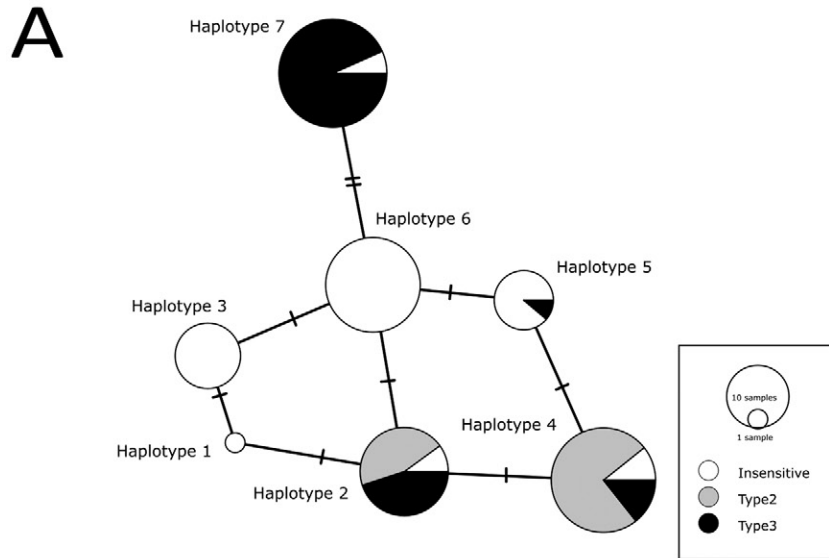 A
Haplotype 7
Haplotype 6
Haplotype 5
Haplotype 3
Haplotype 4
Haplotype 1
Haplotype 2
10 samples
1 sample
Insensitive
Type2
Type3